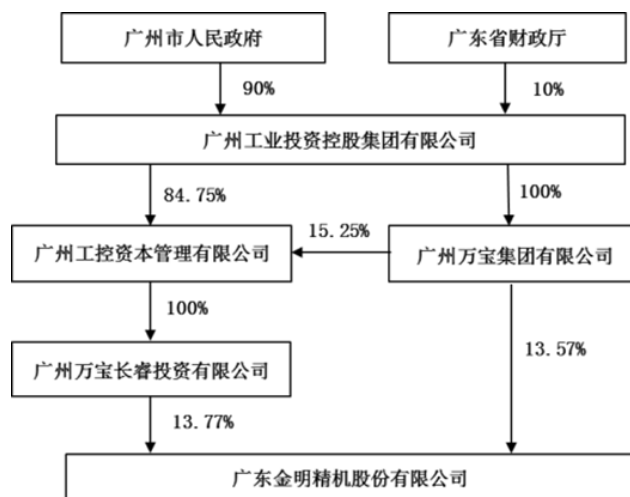 广州市人民政府
广东省财政厅
90%
10%
广州工业投资控股集团有限公司
84.75%
100%
广州工控资本管理有限公司
15.25%
广州万宝集团有限公司
100%
13.57%
广州万宝长睿投资有限公司
13.77%
广东金明精机股份有限公司